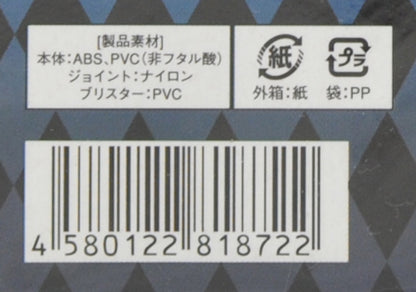 [製品素材]
本体:ABS、PVC(非フタル酸)
ジョイント:ナイロン
ブリスター:PVC
紙
プラ
外箱:紙 袋:PP
4 580122 818722